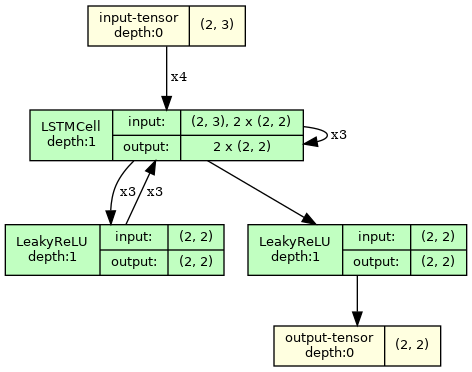 input-tensor
depth:0
(2, 3)
x4
LSTMCell
depth:1
input:
(2, 3), 2 x (2, 2)
output:
2 x (2, 2)
x3
x3
x3
LeakyReLU
depth:1
input:
(2, 2)
output:
(2, 2)
LeakyReLU
depth:1
input:
(2, 2)
output:
(2, 2)
output-tensor
depth:0
(2, 2)